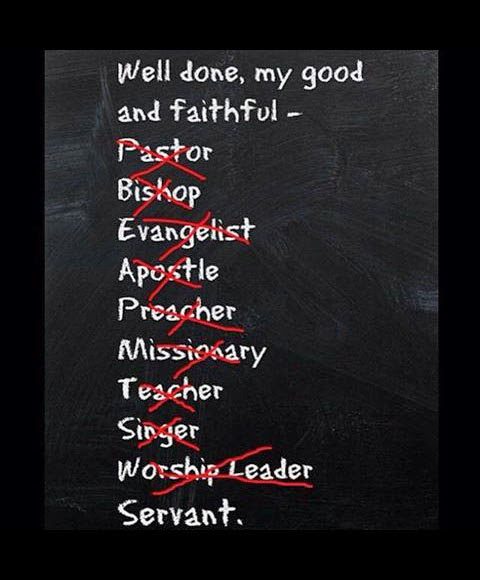 Well done, my good
and faithful -
Pastor
Bishop
Evangelist
Apostle
Preacher
Missionary
Teacher
Singer
Worship Leader
Servant.